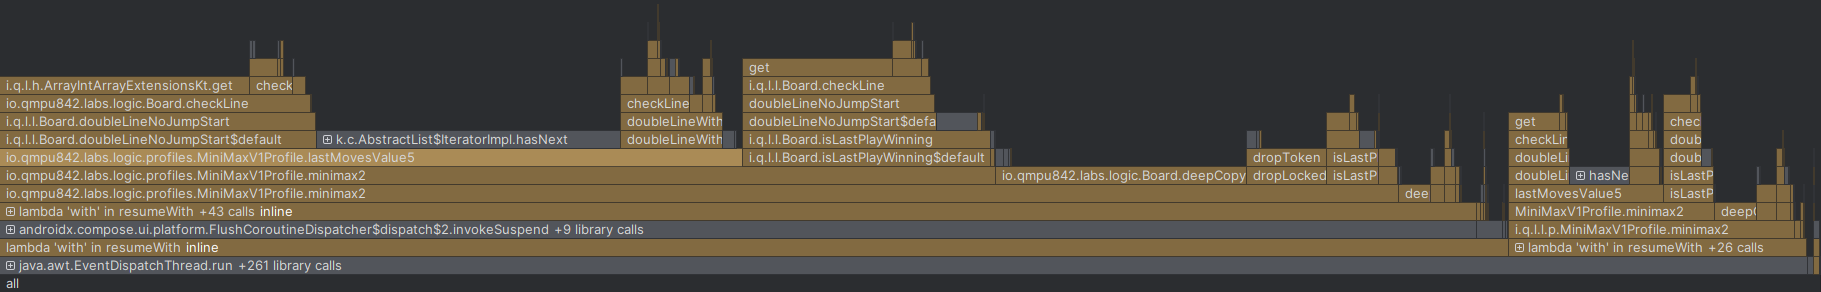 get
i.q.l.h.ArrayIntArrayExtensionsKt.get check i.q.l.l.Board.checkLine
io.qmpu842.labs.logic.Board.checkLine checkLine doubleLineNoJumpStart
i.q.l.l.Board.doubleLineNoJumpStart doubleLineWith doubleLineNoJumpStart$defa get chec
i.q.l.l.Board.doubleLineNoJumpStart$default k.c.AbstractList$IteratorImpl.hasNext doubleLineWith i.q.l.l.Board.isLastPlayWinning checkLir doub
io.qmpu842.labs.logic.profiles.MiniMaxV1Profile.lastMovesValue5 i.q.l.l.Board.isLastPlayWinning$default dropToken isLastP doubleLi doub
io.qmpu842.labs.logic.profiles.MiniMaxV1Profile.minimax2 io.qmpu842.labs.logic.Board.deepCopy dropLocked isLastP doubleLi hasNe isLastP
io.qmpu842.labs.logic.profiles.MiniMaxV1Profile.minimax2 dee lastMovesValue5 isLastP
lambda 'with' in resumeWith +43 calls inline MiniMaxV1Profile.minimax2 deep
androidx.compose.ui.platform.FlushCoroutineDispatcher$dispatch$2.invokeSuspend +9 library calls i.q.l.l.p.MiniMaxV1Profile.minimax2
lambda 'with' in resumeWith inline lambda 'with' in resumeWith +26 calls
java.awt.EventDispatchThread.run +261 library calls
all